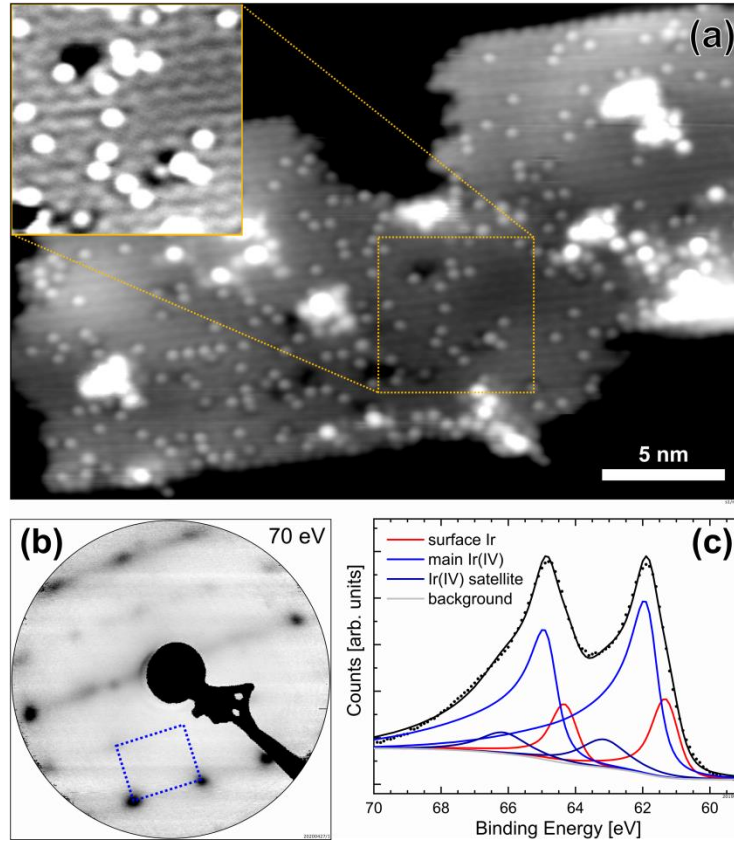 (a)
5 nm
(b)
70 eV
(c)
surface Ir
main Ir(IV)
Ir(IV) satellite
background
Counts [arb. units]
70
68
66
64
62
60
Binding Energy [eV]